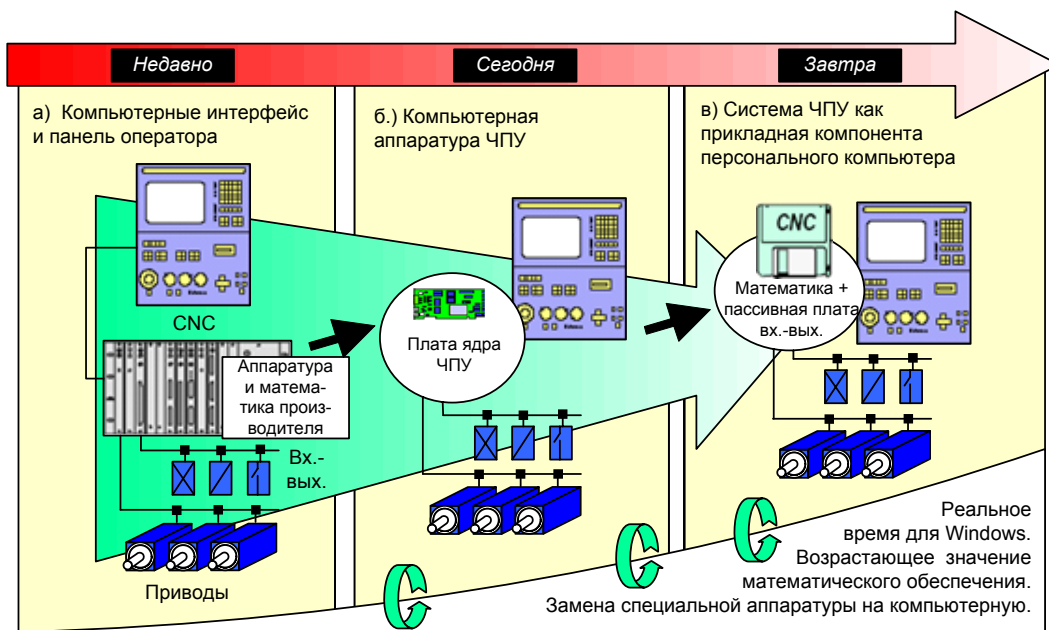 Недавно
Сегодня
Завтра
а) Компьютерные интерфейс
и панель оператора
б.) Компьютерная
аппаратура ЧПУ
в) Система ЧПУ как
прикладная компонента
персонального компьютера
CNC
Аппаратура
и матема-
тика произ-
водителя
Вх.-
вых.
Приводы
Плата ядра
ЧПУ
CNC
Математика +
пассивная плата
вх.-вых.
Реальное
время для Windows.
Возрастающее значение
математического обеспечения.
Замена специальной аппаратуры на компьютерную.